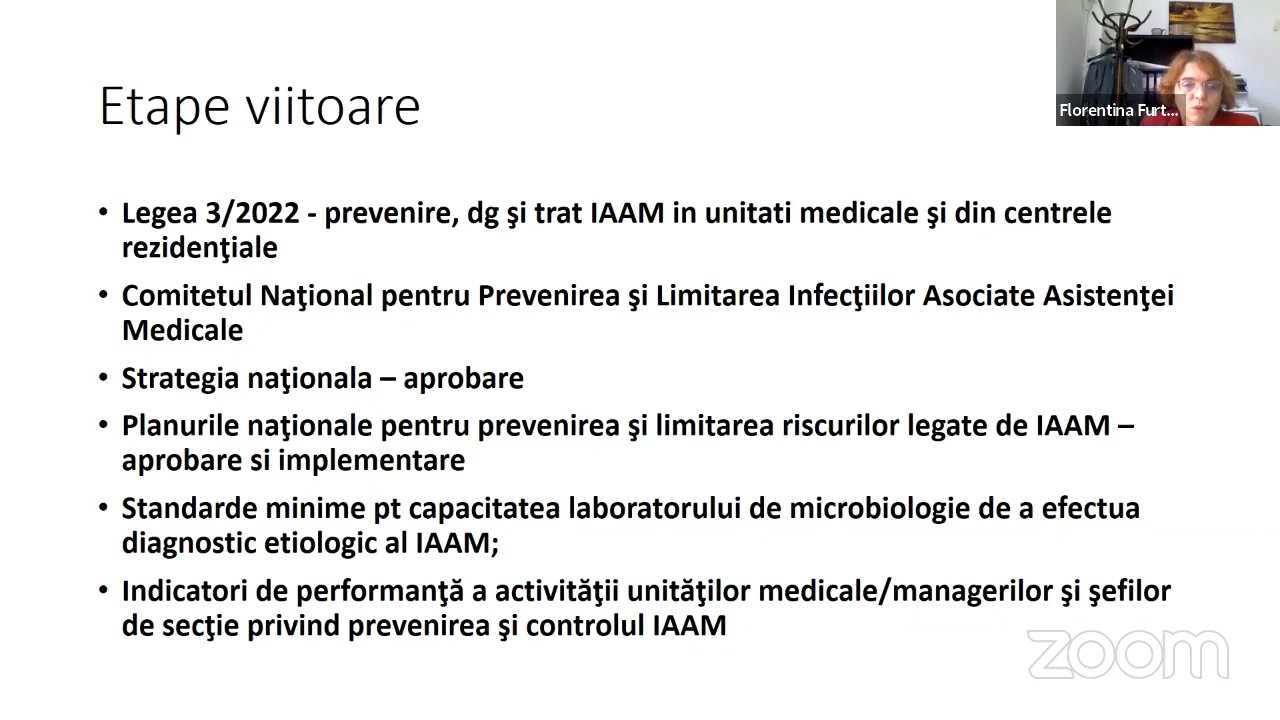 Etape viitoare
Florentina Furt...
• Legea 3/2022 - prevenire, dg şi trat IAAM in unitati medicale şi din centrele
rezidenţiale
• Comitetul Naţional pentru Prevenirea şi Limitarea Infecţiilor Asociate Asistenţei
Medicale
• Strategia naţionala – aprobare
• Planurile naţionale pentru prevenirea şi limitarea riscurilor legate de IAAM –
aprobare si implementare
• Standarde minime pt capacitatea laboratorului de microbiologie de a efectua
diagnostic etiologic al IAAM;
• Indicatori de performanţă a activităţii unităţilor medicale/managerilor şi şefilor
de secţie privind prevenirea şi controlul IAAM
zoom